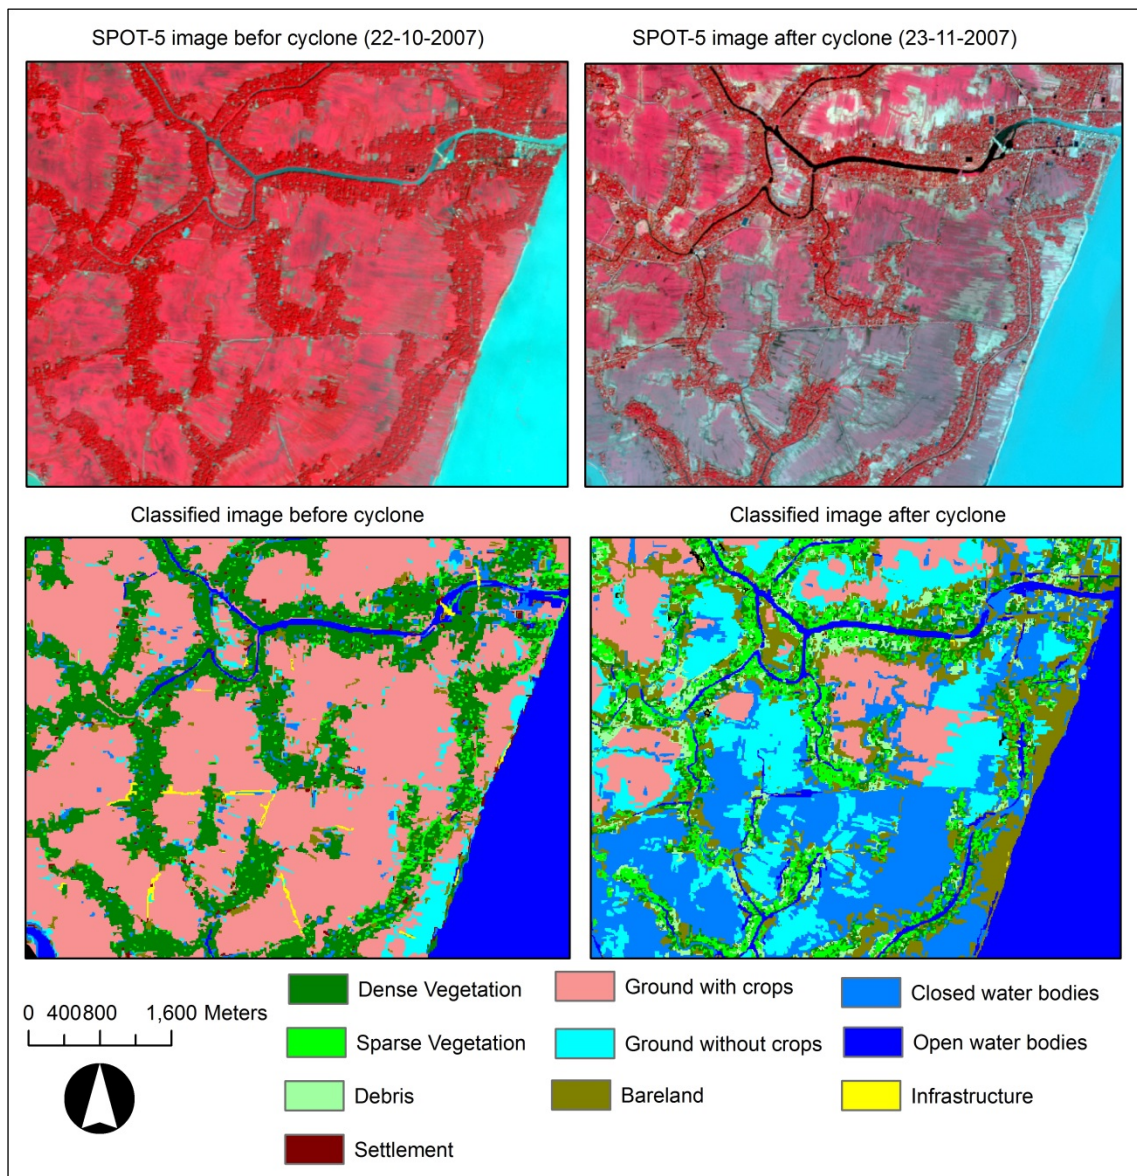 SPOT-5 image befor cyclone (22-10-2007)
SPOT-5 image after cyclone (23-11-2007)
Classified image before cyclone
Classified image after cyclone
0 400 800 1,600 Meters
Dense Vegetation
Ground with crops
Closed water bodies
Sparse Vegetation
Ground without crops
Open water bodies
Debris
Bareland
Infrastructure
Settlement